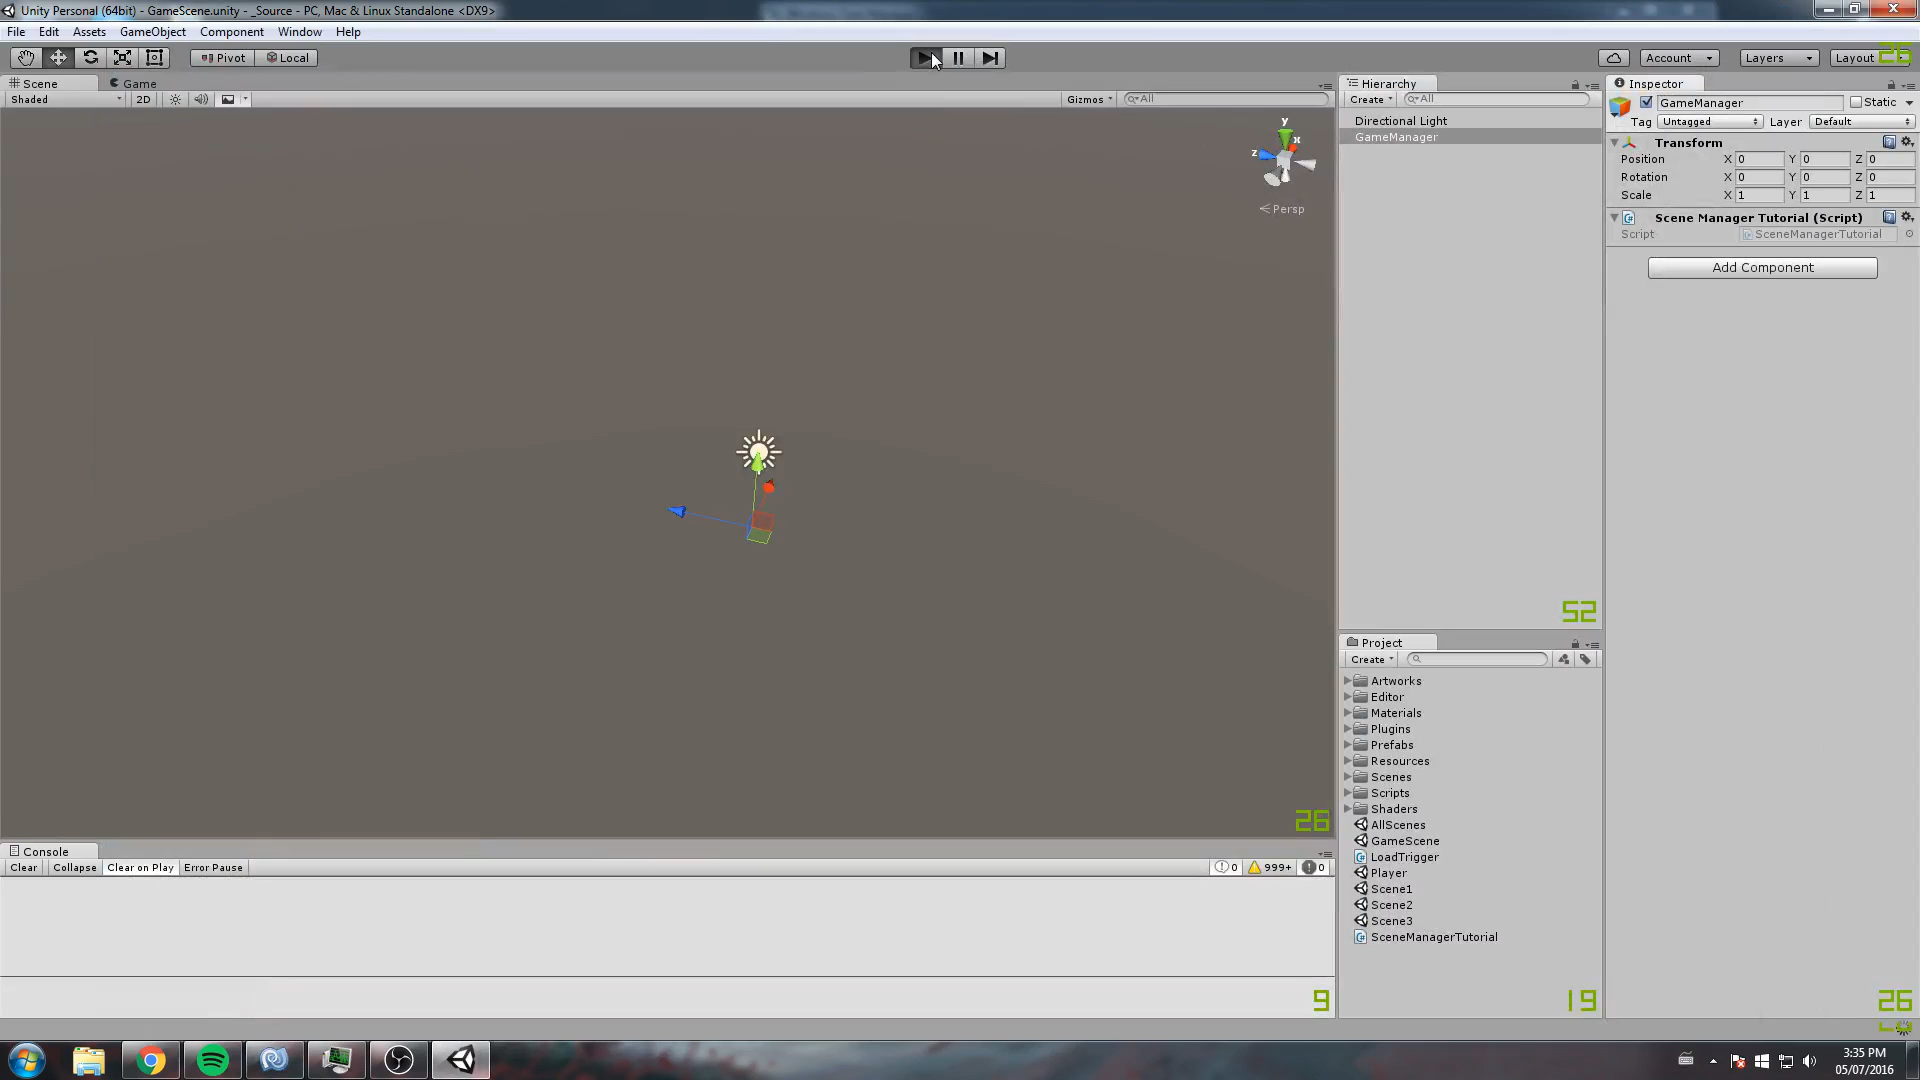 Unity Personal (64bit) - GameScene.unity - _Source - PC, Mac & Linux Standalone <DX9>
File Edit Assets GameObject Component Window Help
26
Pivot Local
Account Layers Layout
Scene Game
Shaded 2D Gizmos All
y
x
z
Persp
26
Hierarchy
Create All
Directional Light
GameManager
52
Inspector
GameManager Static
Tag Untagged Layer Default
Transform
Position X 0 Y 0 Z 0
Rotation X 0 Y 0 Z 0
Scale X 1 Y 1 Z 1
Scene Manager Tutorial (Script)
Script SceneManagerTutorial
Add Component
26
Project
Create
Artworks
Editor
Materials
Plugins
Prefabs
Resources
Scenes
Scripts
Shaders
AllScenes
GameScene
LoadTrigger
Player
Scene1
Scene2
Scene3
SceneManagerTutorial
19
Console
Clear Collapse Clear on Play Error Pause 0 999+ 0
9
3:35 PM
05/07/2016